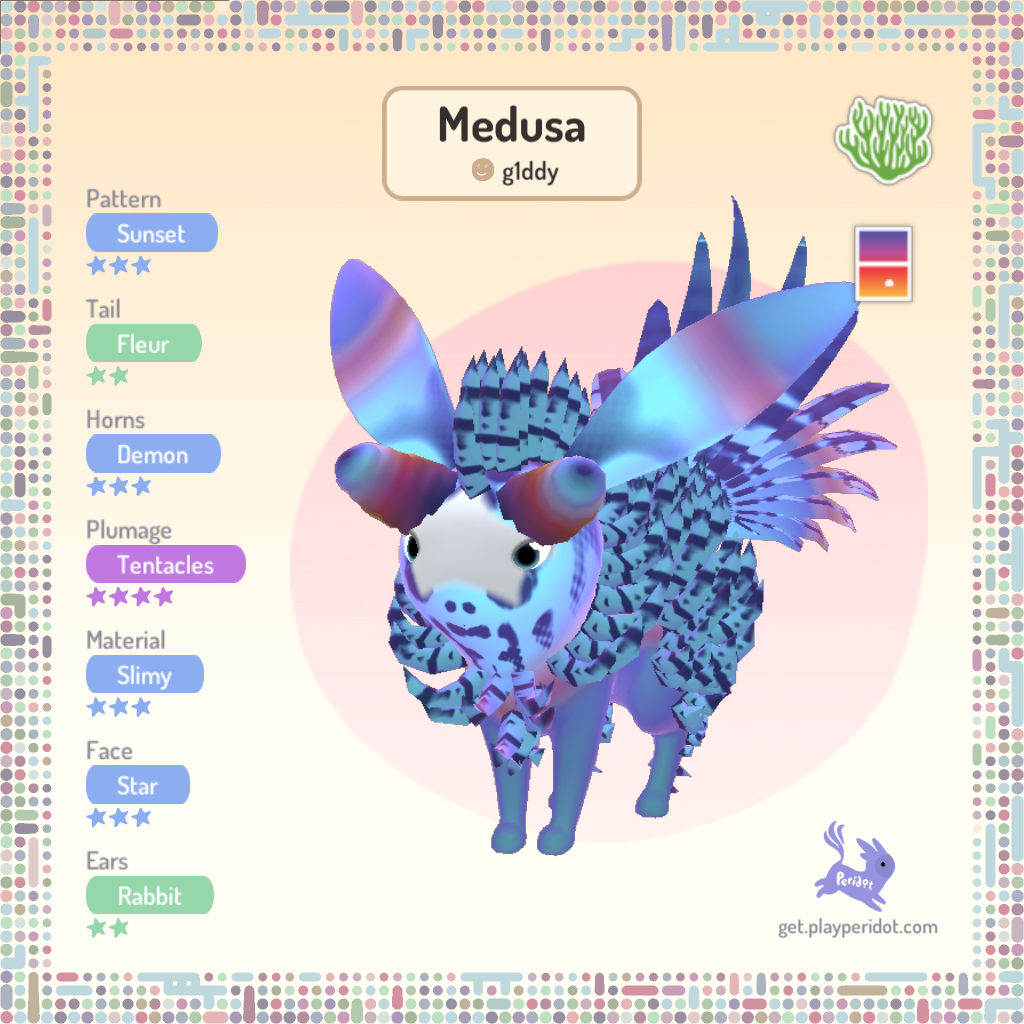 Medusa
g1ddy
Pattern
Sunset
Tail
Fleur
Horns
Demon
Plumage
Tentacles
Material
Slimy
Face
Star
Ears
Rabbit
Peridot
get.playperidot.com